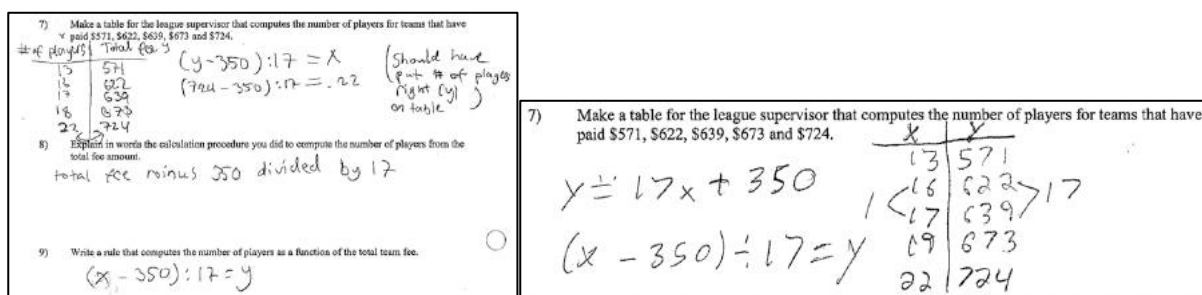 7) Make a table for the league supervisor that computes the number of players for teams that have
paid $571, $622, $639, $673 and $724.
# of players Total fee y
13 571
16 622
17 639
18 673
22 724
(y-350):17 = x
(724-350):17 = .22
(Should have
put # of players
right (y)
on table)
8) Explain in words the calculation procedure you did to compute the number of players from the
total fee amount.
total fee minus 350 divided by 17
9) Write a rule that computes the number of players as a function of the total team fee.
(x - 350):17 = y
7) Make a table for the league supervisor that computes the number of players for teams that have
paid $571, $622, $639, $673 and $724.
x y
13 571
16 622
1 17
17 639
19 673
22 724
y = 17x + 350
(x - 350) ÷ 17 = y